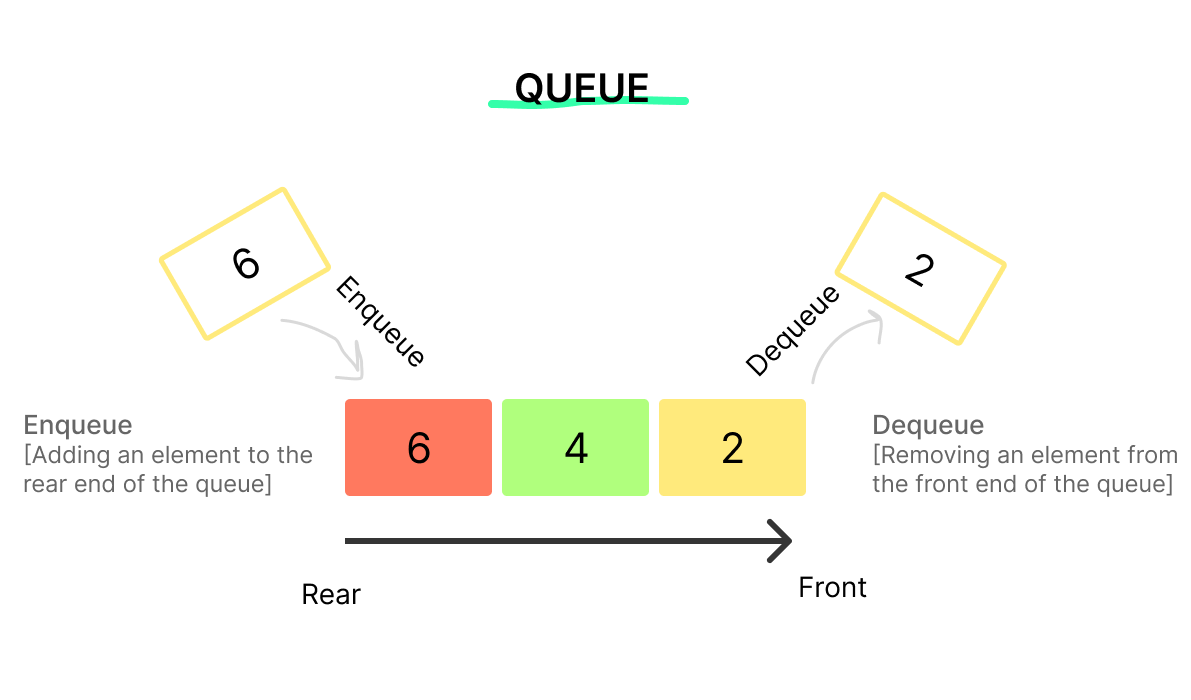 QUEUE
6
Enqueue
Dequeue
2
Enqueue
[Adding an element to the
rear end of the queue]
6
4
2
Dequeue
[Removing an element from
the front end of the queue]
Rear
Front